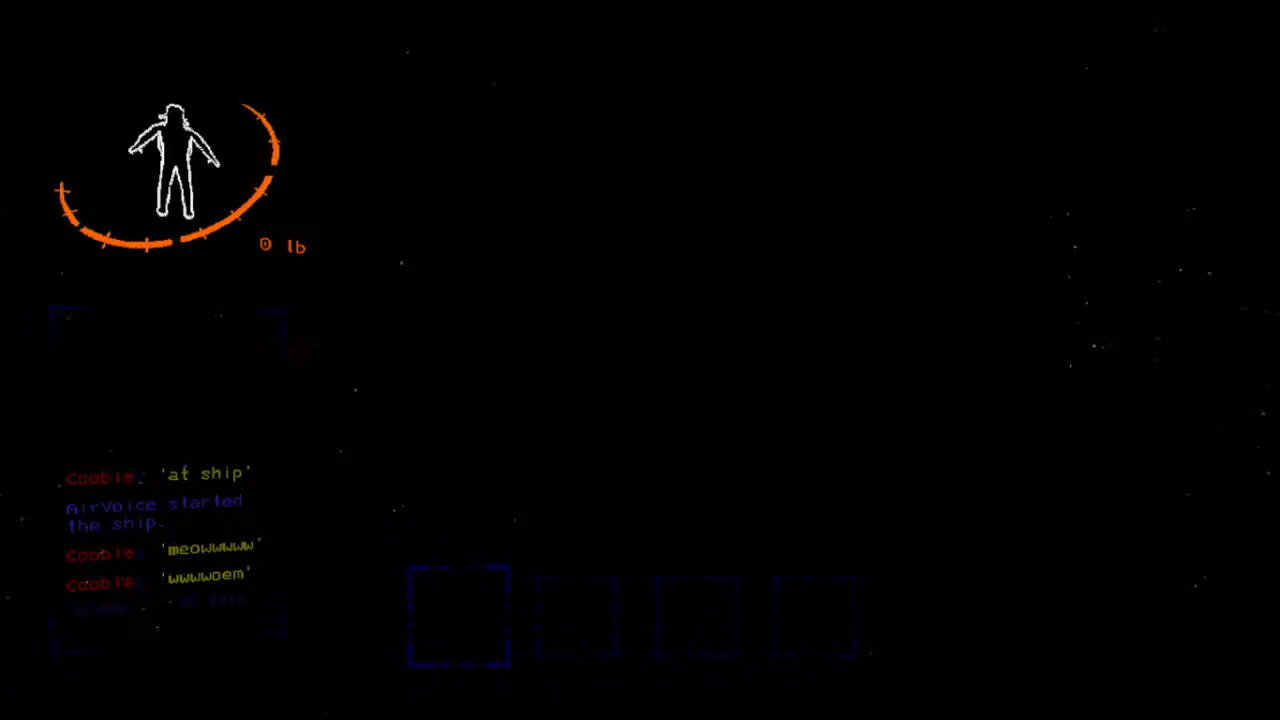 0 lb
Coobie: 'at ship'
AirVoice started
the ship.
Coobie: 'meowwwww'
Coobie: 'wwwwoem'